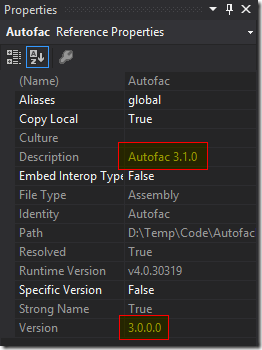 Properties
Autofac Reference Properties
(Name) Autofac
Aliases global
Copy Local True
Culture
Description Autofac 3.1.0
Embed Interop Type False
File Type Assembly
Identity Autofac
Path D:\Temp\Code\Autofac
Resolved True
Runtime Version v4.0.30319
Specific Version False
Strong Name True
Version 3.0.0.0